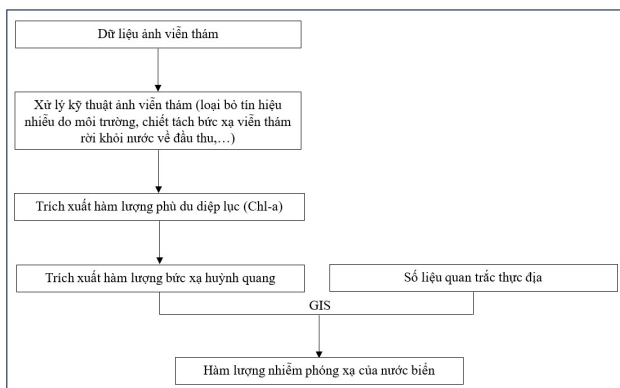 Dữ liệu ảnh viễn thám
Xử lý kỹ thuật ảnh viễn thám (loại bỏ tín hiệu
nhiễu do môi trường, chiết tách bức xạ viễn thám
rời khỏi nước về đầu thu,…)
Trích xuất hàm lượng phù du diệp lục (Chl-a)
Trích xuất hàm lượng bức xạ huỳnh quang
Số liệu quan trắc thực địa
GIS
Hàm lượng nhiễm phóng xạ của nước biển